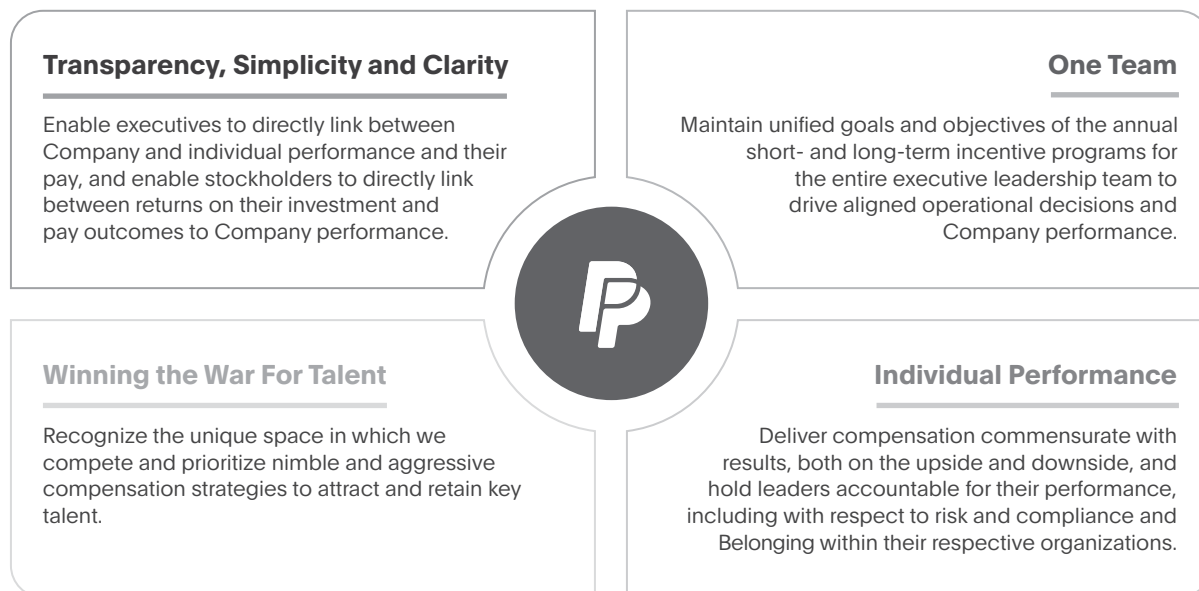 Transparency, Simplicity and Clarity
Enable executives to directly link between
Company and individual performance and their
pay, and enable stockholders to directly link
between returns on their investment and
pay outcomes to Company performance.
One Team
Maintain unified goals and objectives of the annual
short- and long-term incentive programs for
the entire executive leadership team to
drive aligned operational decisions and
Company performance.
Winning the War For Talent
Recognize the unique space in which we
compete and prioritize nimble and aggressive
compensation strategies to attract and retain key
talent.
Individual Performance
Deliver compensation commensurate with
results, both on the upside and downside, and
hold leaders accountable for their performance,
including with respect to risk and compliance and
Belonging within their respective organizations.